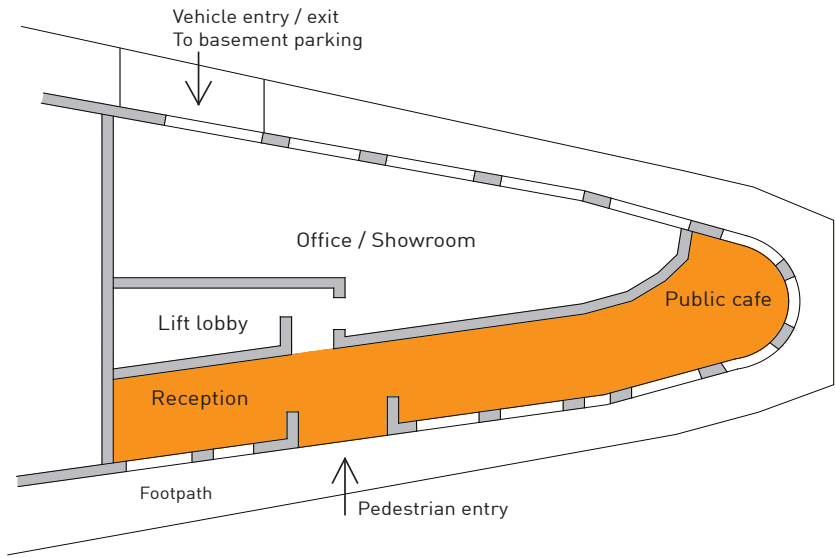 Vehicle entry / exit
To basement parking
Office / Showroom
Public cafe
Lift lobby
Reception
Footpath
Pedestrian entry